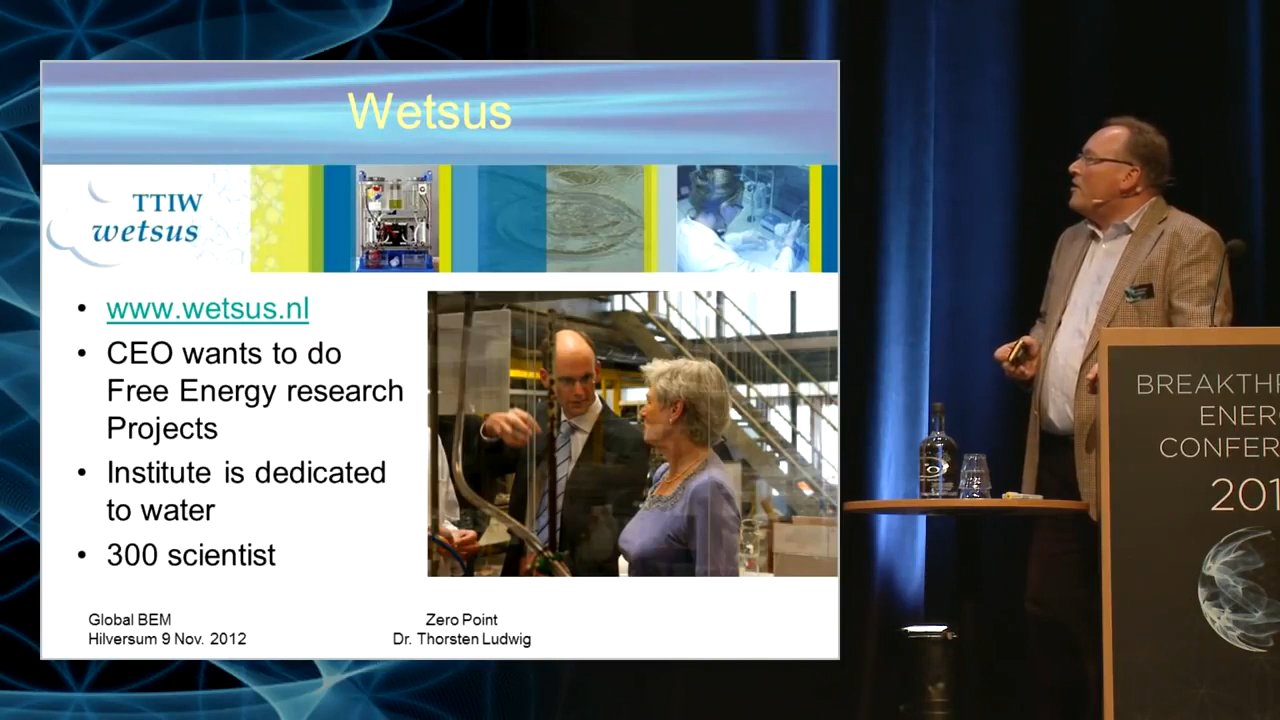 Wetsus
TTIW
wetsus
www.wetsus.nl
CEO wants to do
Free Energy research
Projects
Institute is dedicated
to water
300 scientist
Global BEM
Hilversum 9 Nov. 2012
Zero Point
Dr. Thorsten Ludwig
BREAKTHR
ENER
CONFER
201